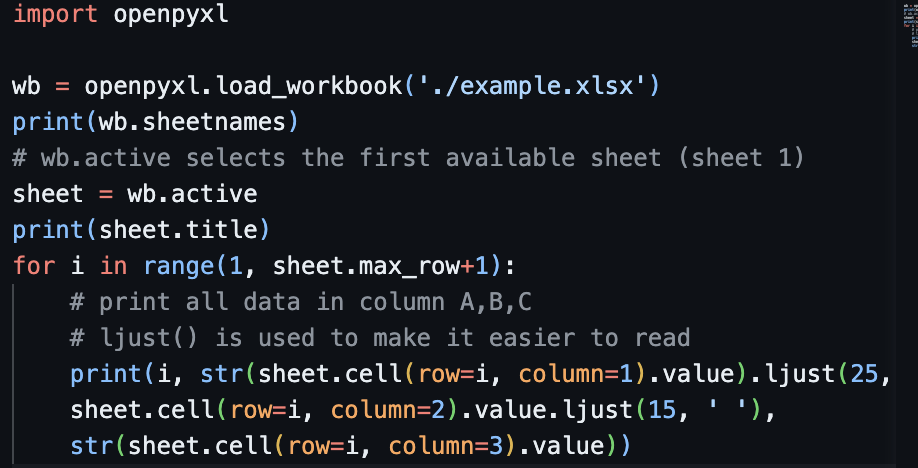 import openpyxl
wb = openpyxl.load_workbook('./example.xlsx')
print(wb.sheetnames)
# wb.active selects the first available sheet (sheet 1)
sheet = wb.active
print(sheet.title)
for i in range(1, sheet.max_row+1):
    # print all data in column A,B,C
    # ljust() is used to make it easier to read
    print(i, str(sheet.cell(row=i, column=1).value).ljust(25,
    sheet.cell(row=i, column=2).value.ljust(15, ' '),
    str(sheet.cell(row=i, column=3).value))